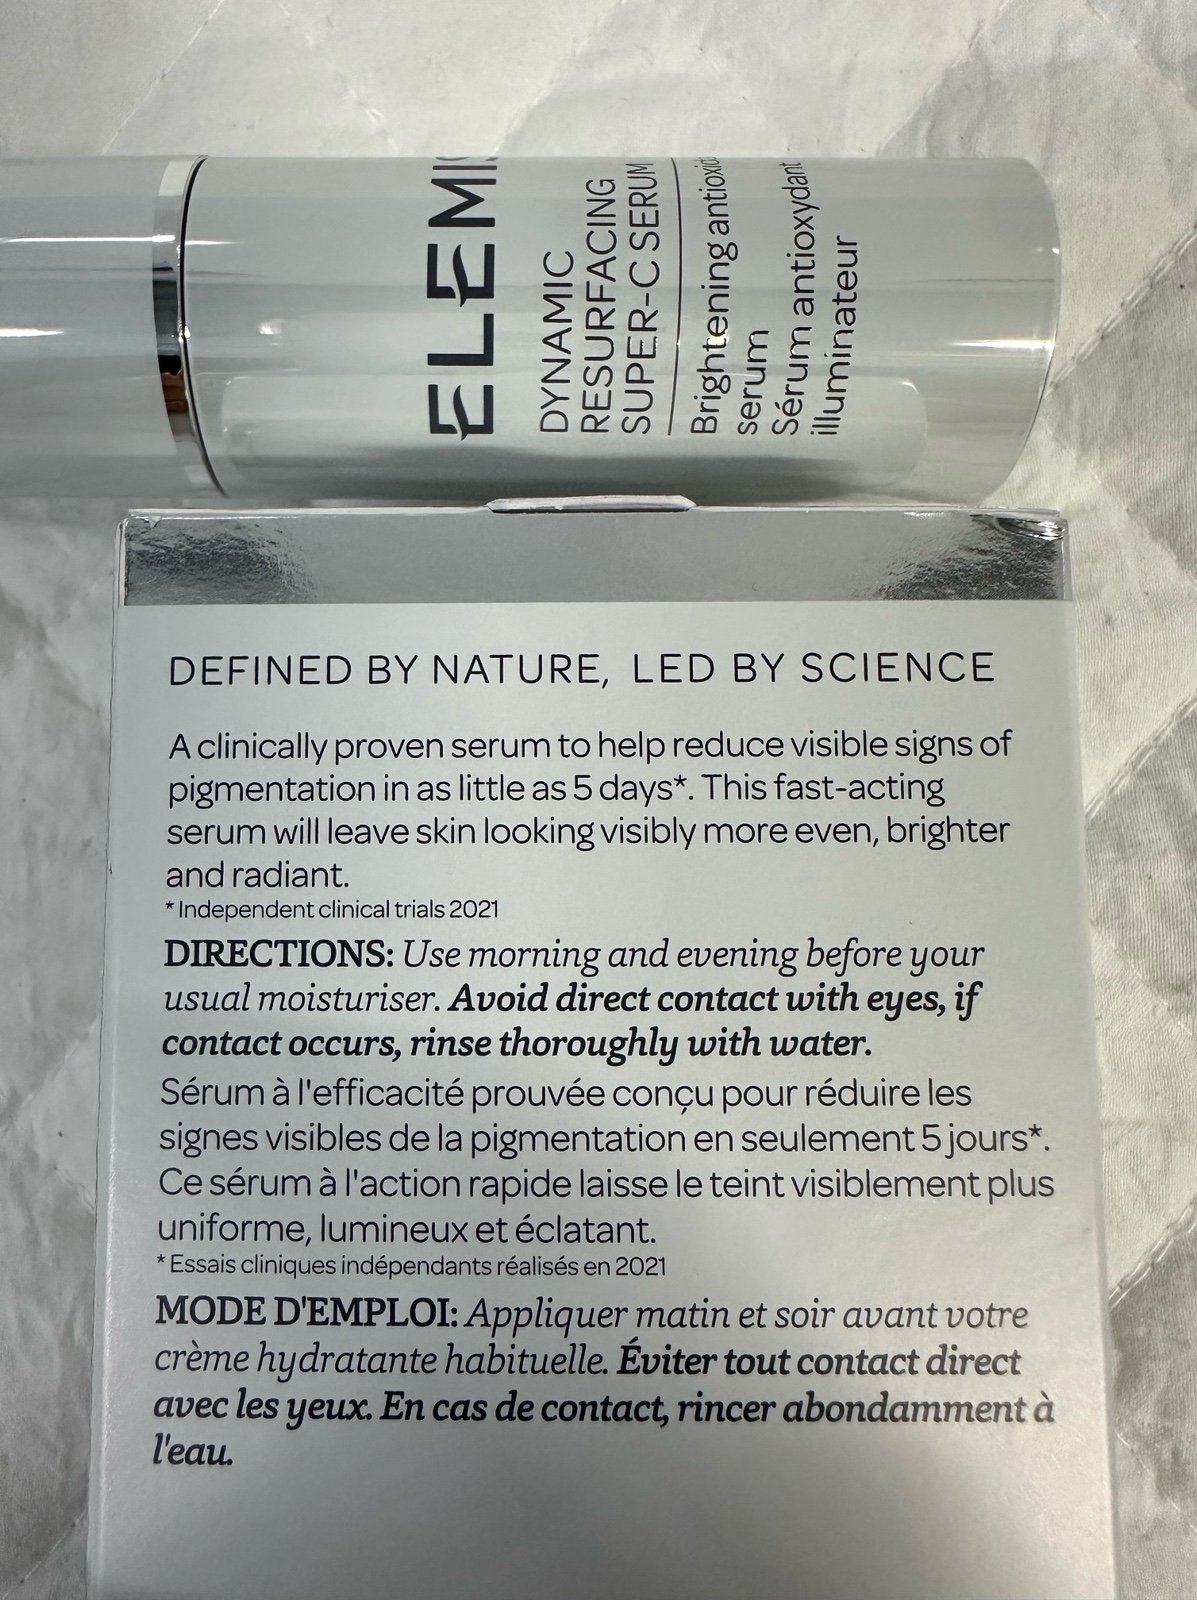 ELEMIS
DYNAMIC
RESURFACING
SUPER-C SERUM
Brightening antioxidant
serum
Sérum antioxydant
illuminateur
DEFINED BY NATURE, LED BY SCIENCE
A clinically proven serum to help reduce visible signs of
pigmentation in as little as 5 days*. This fast-acting
serum will leave skin looking visibly more even, brighter
and radiant.
* Independent clinical trials 2021
DIRECTIONS: Use morning and evening before your
usual moisturiser. Avoid direct contact with eyes, if
contact occurs, rinse thoroughly with water.
Sérum à l'efficacité prouvée conçu pour réduire les
signes visibles de la pigmentation en seulement 5 jours*.
Ce sérum à l'action rapide laisse le teint visiblement plus
uniforme, lumineux et éclatant.
* Essais cliniques indépendants réalisés en 2021
MODE D'EMPLOI: Appliquer matin et soir avant votre
crème hydratante habituelle. Éviter tout contact direct
avec les yeux. En cas de contact, rincer abondamment à
l'eau.